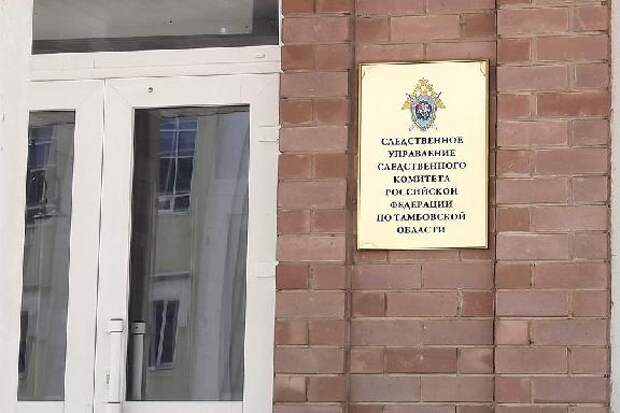 СЛЕДСТВЕННОЕ
УПРАВЛЕНИЕ
СЛЕДСТВЕННОГО
КОМИТЕТА
РОССИЙСКОЙ
ФЕДЕРАЦИИ
ПО ТАМБОВСКОЙ
ОБЛАСТИ